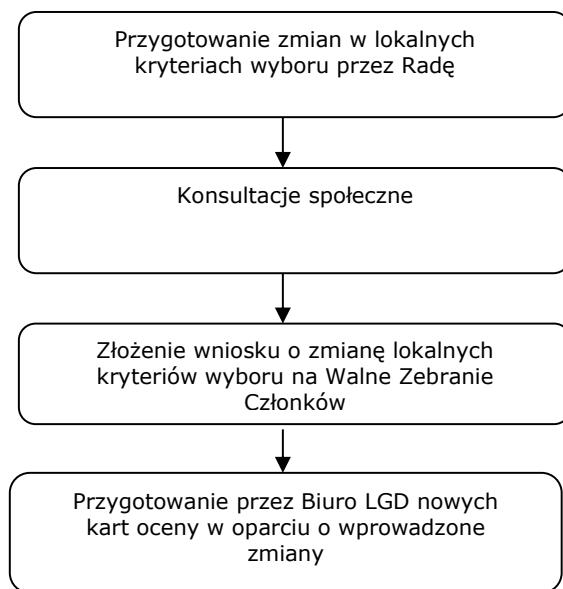 Przygotowanie zmian w lokalnych
kryteriach wyboru przez Radę
Konsultacje społeczne
Złożenie wniosku o zmianę lokalnych
kryteriów wyboru na Walne Zebranie
Członków
Przygotowanie przez Biuro LGD nowych
kart oceny w oparciu o wprowadzone
zmiany